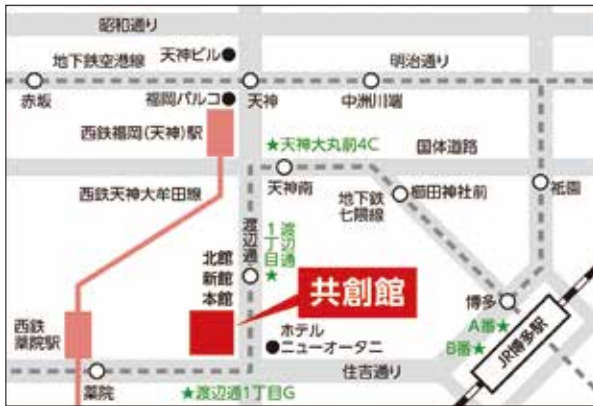 昭和通り
地下鉄空港線
天神ビル
明治通り
赤坂
福岡パルコ
天神
中洲川端
西鉄福岡(天神)駅
★天神大丸前4C
国体道路
西鉄天神大牟田線
天神南
地下鉄
七隈線
櫛田神社前
祇園
渡辺通
渡辺通
1丁目
★
北館
新館
本館
共創館
博多
A番★
B番★
JR博多駅
西鉄
薬院駅
ホテル
ニューオータニ
住吉通り
薬院
★渡辺通1丁目G